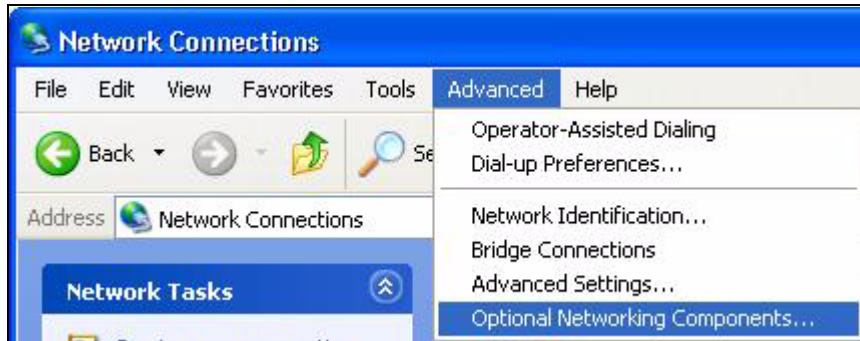 Network Connections
File Edit View Favorites Tools Advanced Help
Back
Operator-Assisted Dialing
Dial-up Preferences...
Address Network Connections
Network Identification...
Bridge Connections
Advanced Settings...
Network Tasks
Optional Networking Components...